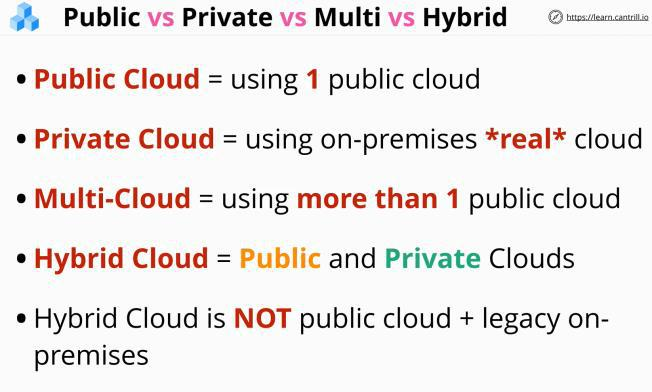 Public vs Private vs Multi vs Hybrid
https://learn.cantrill.io
• Public Cloud = using 1 public cloud
• Private Cloud = using on-premises *real* cloud
• Multi-Cloud = using more than 1 public cloud
• Hybrid Cloud = Public and Private Clouds
• Hybrid Cloud is NOT public cloud + legacy on-
premises